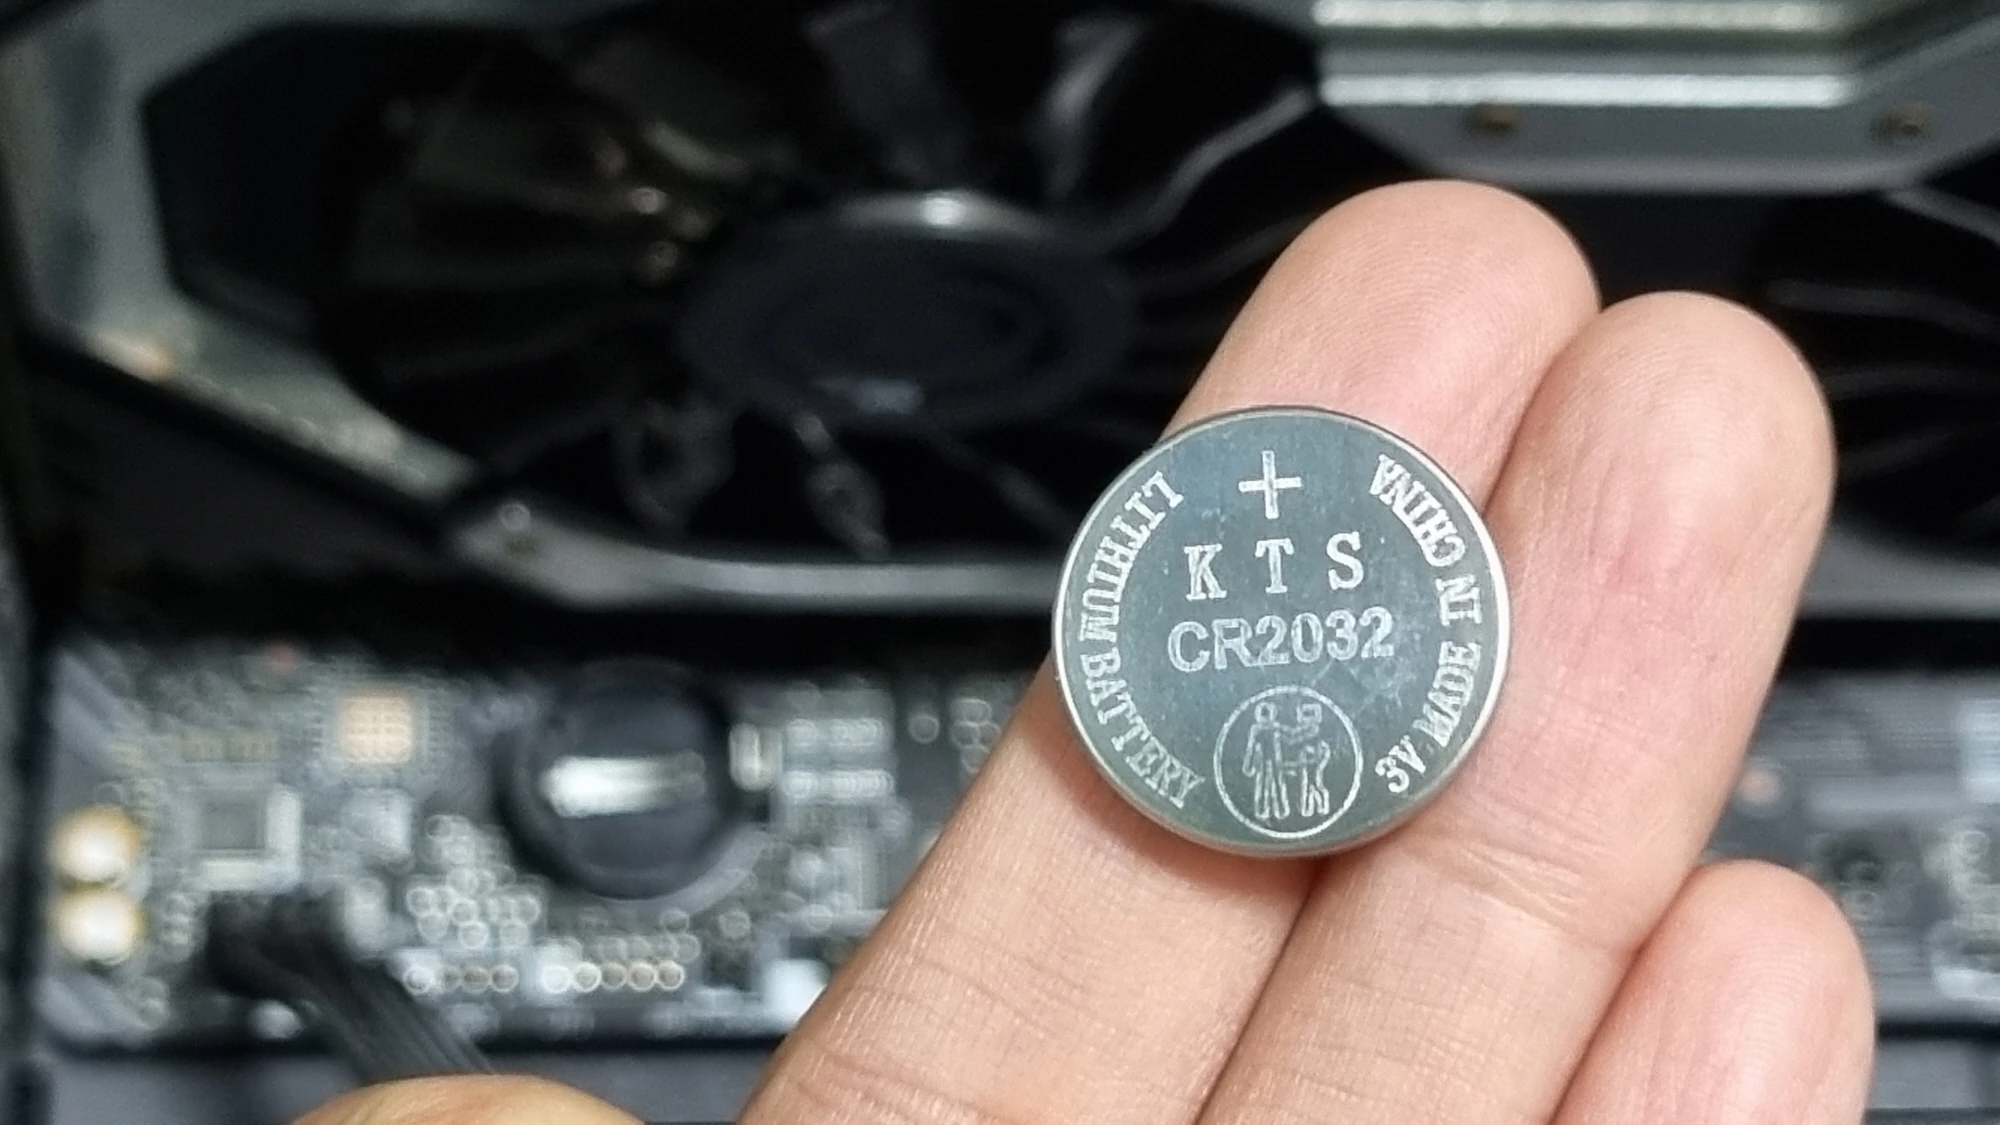 +
KTS
CR2032
LITHIUM BATTERY
3V MADE IN CHINA